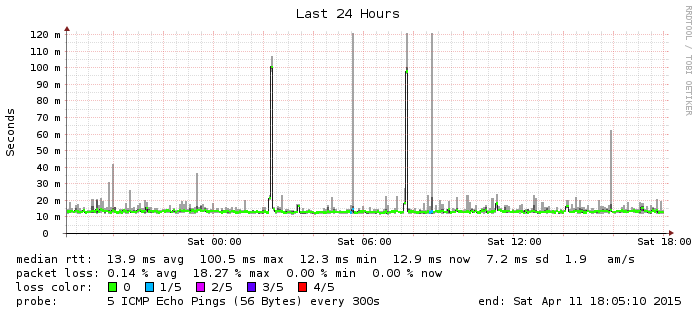 Last 24 Hours
RRDTOOL / TOBI OETIKER
Seconds
120 m
110 m
100 m
90 m
80 m
70 m
60 m
50 m
40 m
30 m
20 m
10 m
0
Sat 00:00 Sat 06:00 Sat 12:00 Sat 18:00
median rtt: 13.9 ms avg 100.5 ms max 12.3 ms min 12.9 ms now 7.2 ms sd 1.9 am/s
packet loss: 0.14 % avg 18.27 % max 0.00 % min 0.00 % now
loss color: 0 1/5 2/5 3/5 4/5
probe: 5 ICMP Echo Pings (56 Bytes) every 300s end: Sat Apr 11 18:05:10 2015